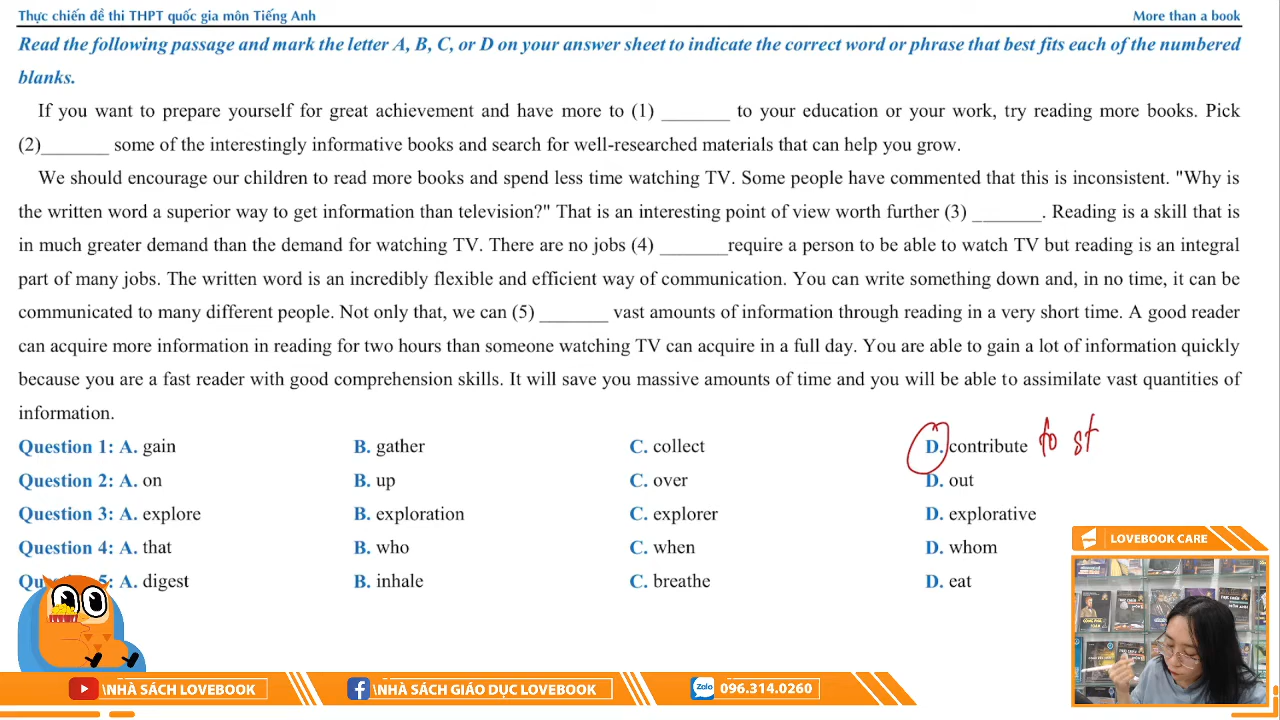 Thực chiến đề thi THPT quốc gia môn Tiếng Anh More than a book
Read the following passage and mark the letter A, B, C, or D on your answer sheet to indicate the correct word or phrase that best fits each of the numbered
blanks.
If you want to prepare yourself for great achievement and have more to (1) _______ to your education or your work, try reading more books. Pick
(2)_______ some of the interestingly informative books and search for well-researched materials that can help you grow.
We should encourage our children to read more books and spend less time watching TV. Some people have commented that this is inconsistent. "Why is
the written word a superior way to get information than television?" That is an interesting point of view worth further (3) _______. Reading is a skill that is
in much greater demand than the demand for watching TV. There are no jobs (4) _______require a person to be able to watch TV but reading is an integral
part of many jobs. The written word is an incredibly flexible and efficient way of communication. You can write something down and, in no time, it can be
communicated to many different people. Not only that, we can (5) _______ vast amounts of information through reading in a very short time. A good reader
can acquire more information in reading for two hours than someone watching TV can acquire in a full day. You are able to gain a lot of information quickly
because you are a fast reader with good comprehension skills. It will save you massive amounts of time and you will be able to assimilate vast quantities of
information.
Question 1: A. gain B. gather C. collect D. contribute to st
Question 2: A. on B. up C. over D. out
Question 3: A. explore B. exploration C. explorer D. explorative
Question 4: A. that B. who C. when D. whom
Qu 5: A. digest B. inhale C. breathe D. eat
LOVEBOOK CARE
NHÀ SÁCH LOVEBOOK NHÀ SÁCH GIÁO DỤC LOVEBOOK Zalo 096.314.0260